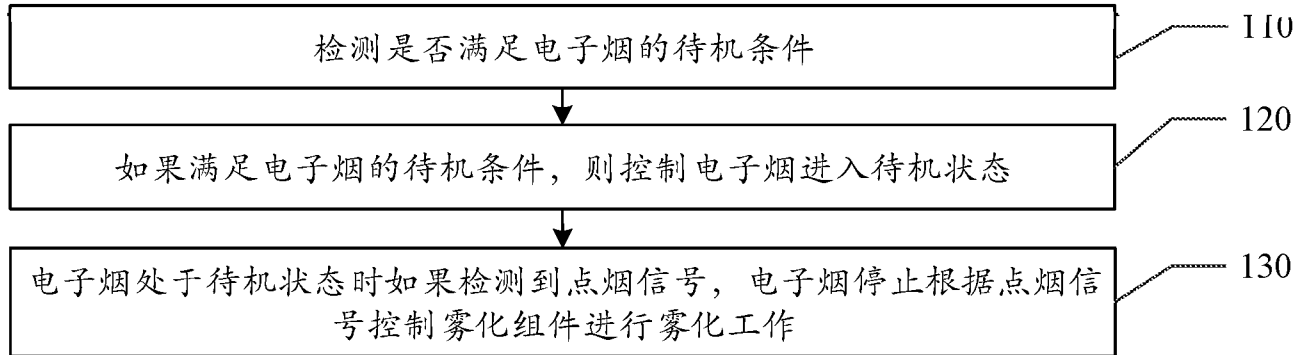 检测是否满足电子烟的待机条件
110
如果满足电子烟的待机条件，则控制电子烟进入待机状态
120
电子烟处于待机状态时如果检测到点烟信号，电子烟停止根据点烟信
号控制雾化组件进行雾化工作
130